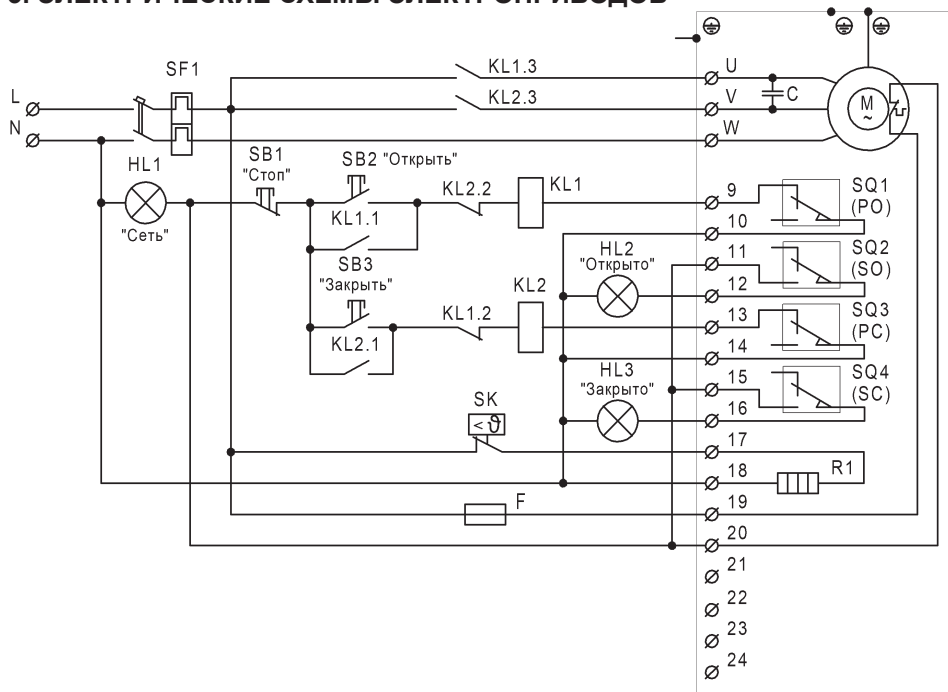 KL1.3
U
SF1
L
KL2.3
V
C
M
~
N
W
HL1
"Сеть"
SB1
"Стоп"
SB2 "Открыть"
KL1.1
KL2.2
KL1
9
SQ1
(PO)
10
SB3
"Закрыть"
KL2.1
KL1.2
KL2
HL2
"Открыто"
11
SQ2
(SO)
12
13
SQ3
(PC)
14
HL3
"Закрыто"
15
SQ4
(SC)
16
SK
< ϑ
17
18
R1
F
19
20
21
22
23
24